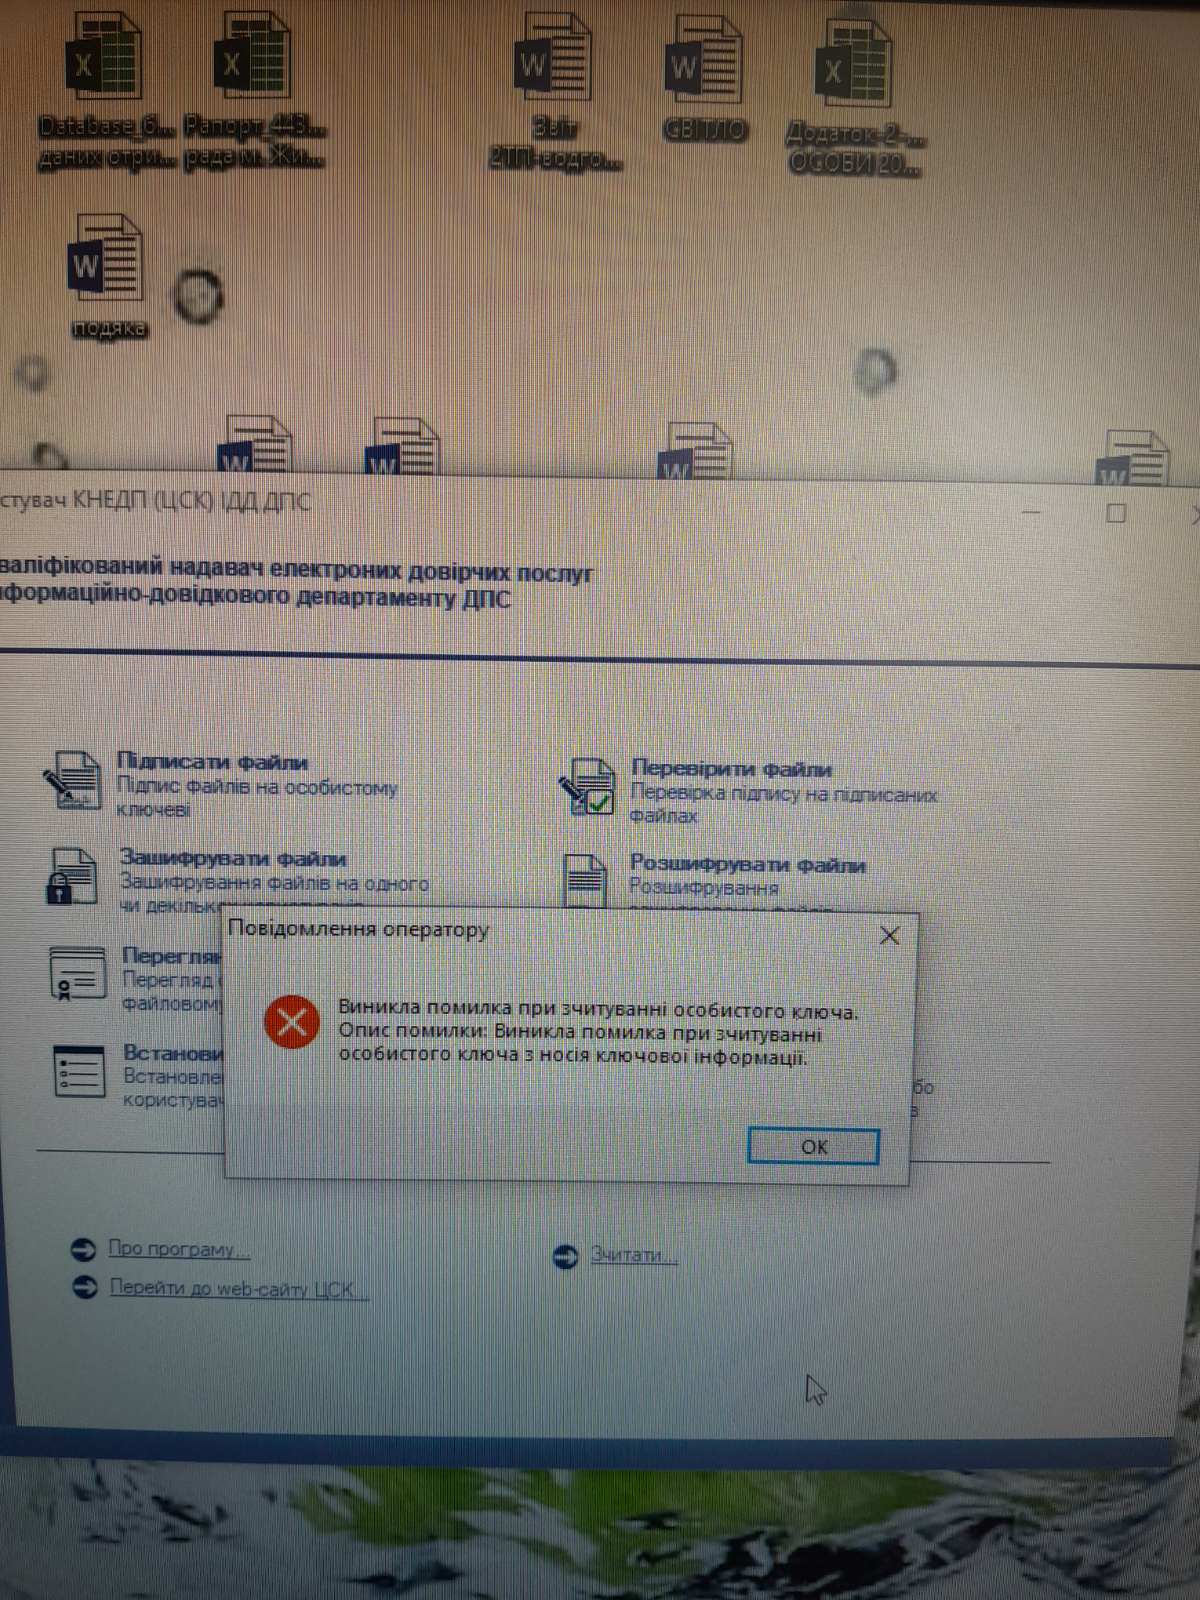 Database_6...
даних отри...
Рапорт_443...
рада м. Жи...
Звіт
2ТП-водго...
СВІТЛО
Додаток-2-...
ОСОБИ 20...
подяка
стувач КНЕДП (ЦСК) ІДД ДПС
валіфікований надавач електроних довірчих послуг
нформаційно-довідкового департаменту ДПС
Підписати файли
Підпис файлів на особистому
ключеві
Перевірити файли
Перевірка підпису на підписаних
файлах
Зашифрувати файли
Зашифрування файлів на одного
чи декільк
Розшифрувати файли
Розшифрування
Переглян
Перегляд
файловом
Встанови
Встановле
користувач
бо
в
Повідомлення оператору
Виникла помилка при зчитуванні особистого ключа.
Опис помилки: Виникла помилка при зчитуванні
особистого ключа з носія ключової інформації.
OK
Про програму...
Перейти до web-сайту ЦСК...
Зчитати...